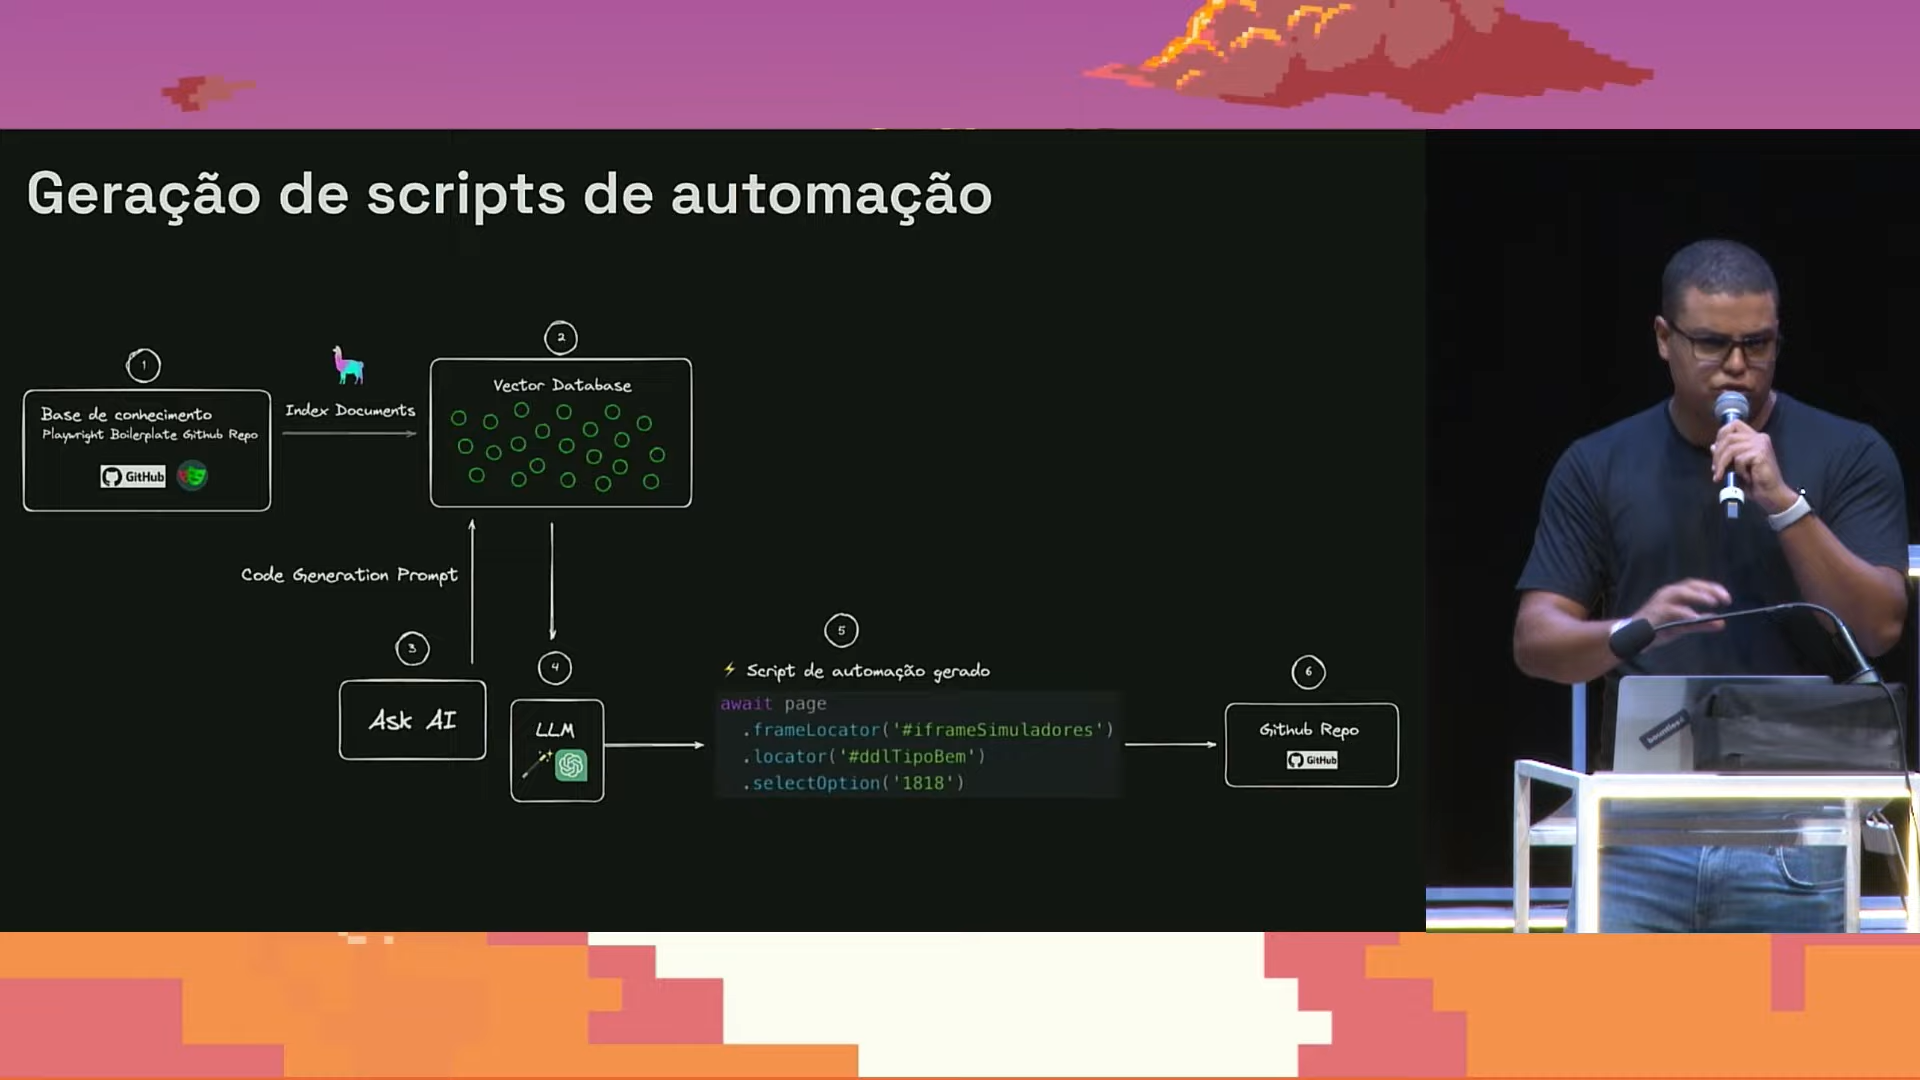 Geração de scripts de automação
1
Base de conhecimento
Playwright Boilerplate Github Repo
GitHub
Index Documents
2
Vector Database
Code Generation Prompt
3
Ask AI
4
LLM
5
⚡ Script de automação gerado
await page
.frameLocator('#iframeSimuladores')
.locator('#ddlTipoBem')
.selectOption('1818')
6
Github Repo
GitHub